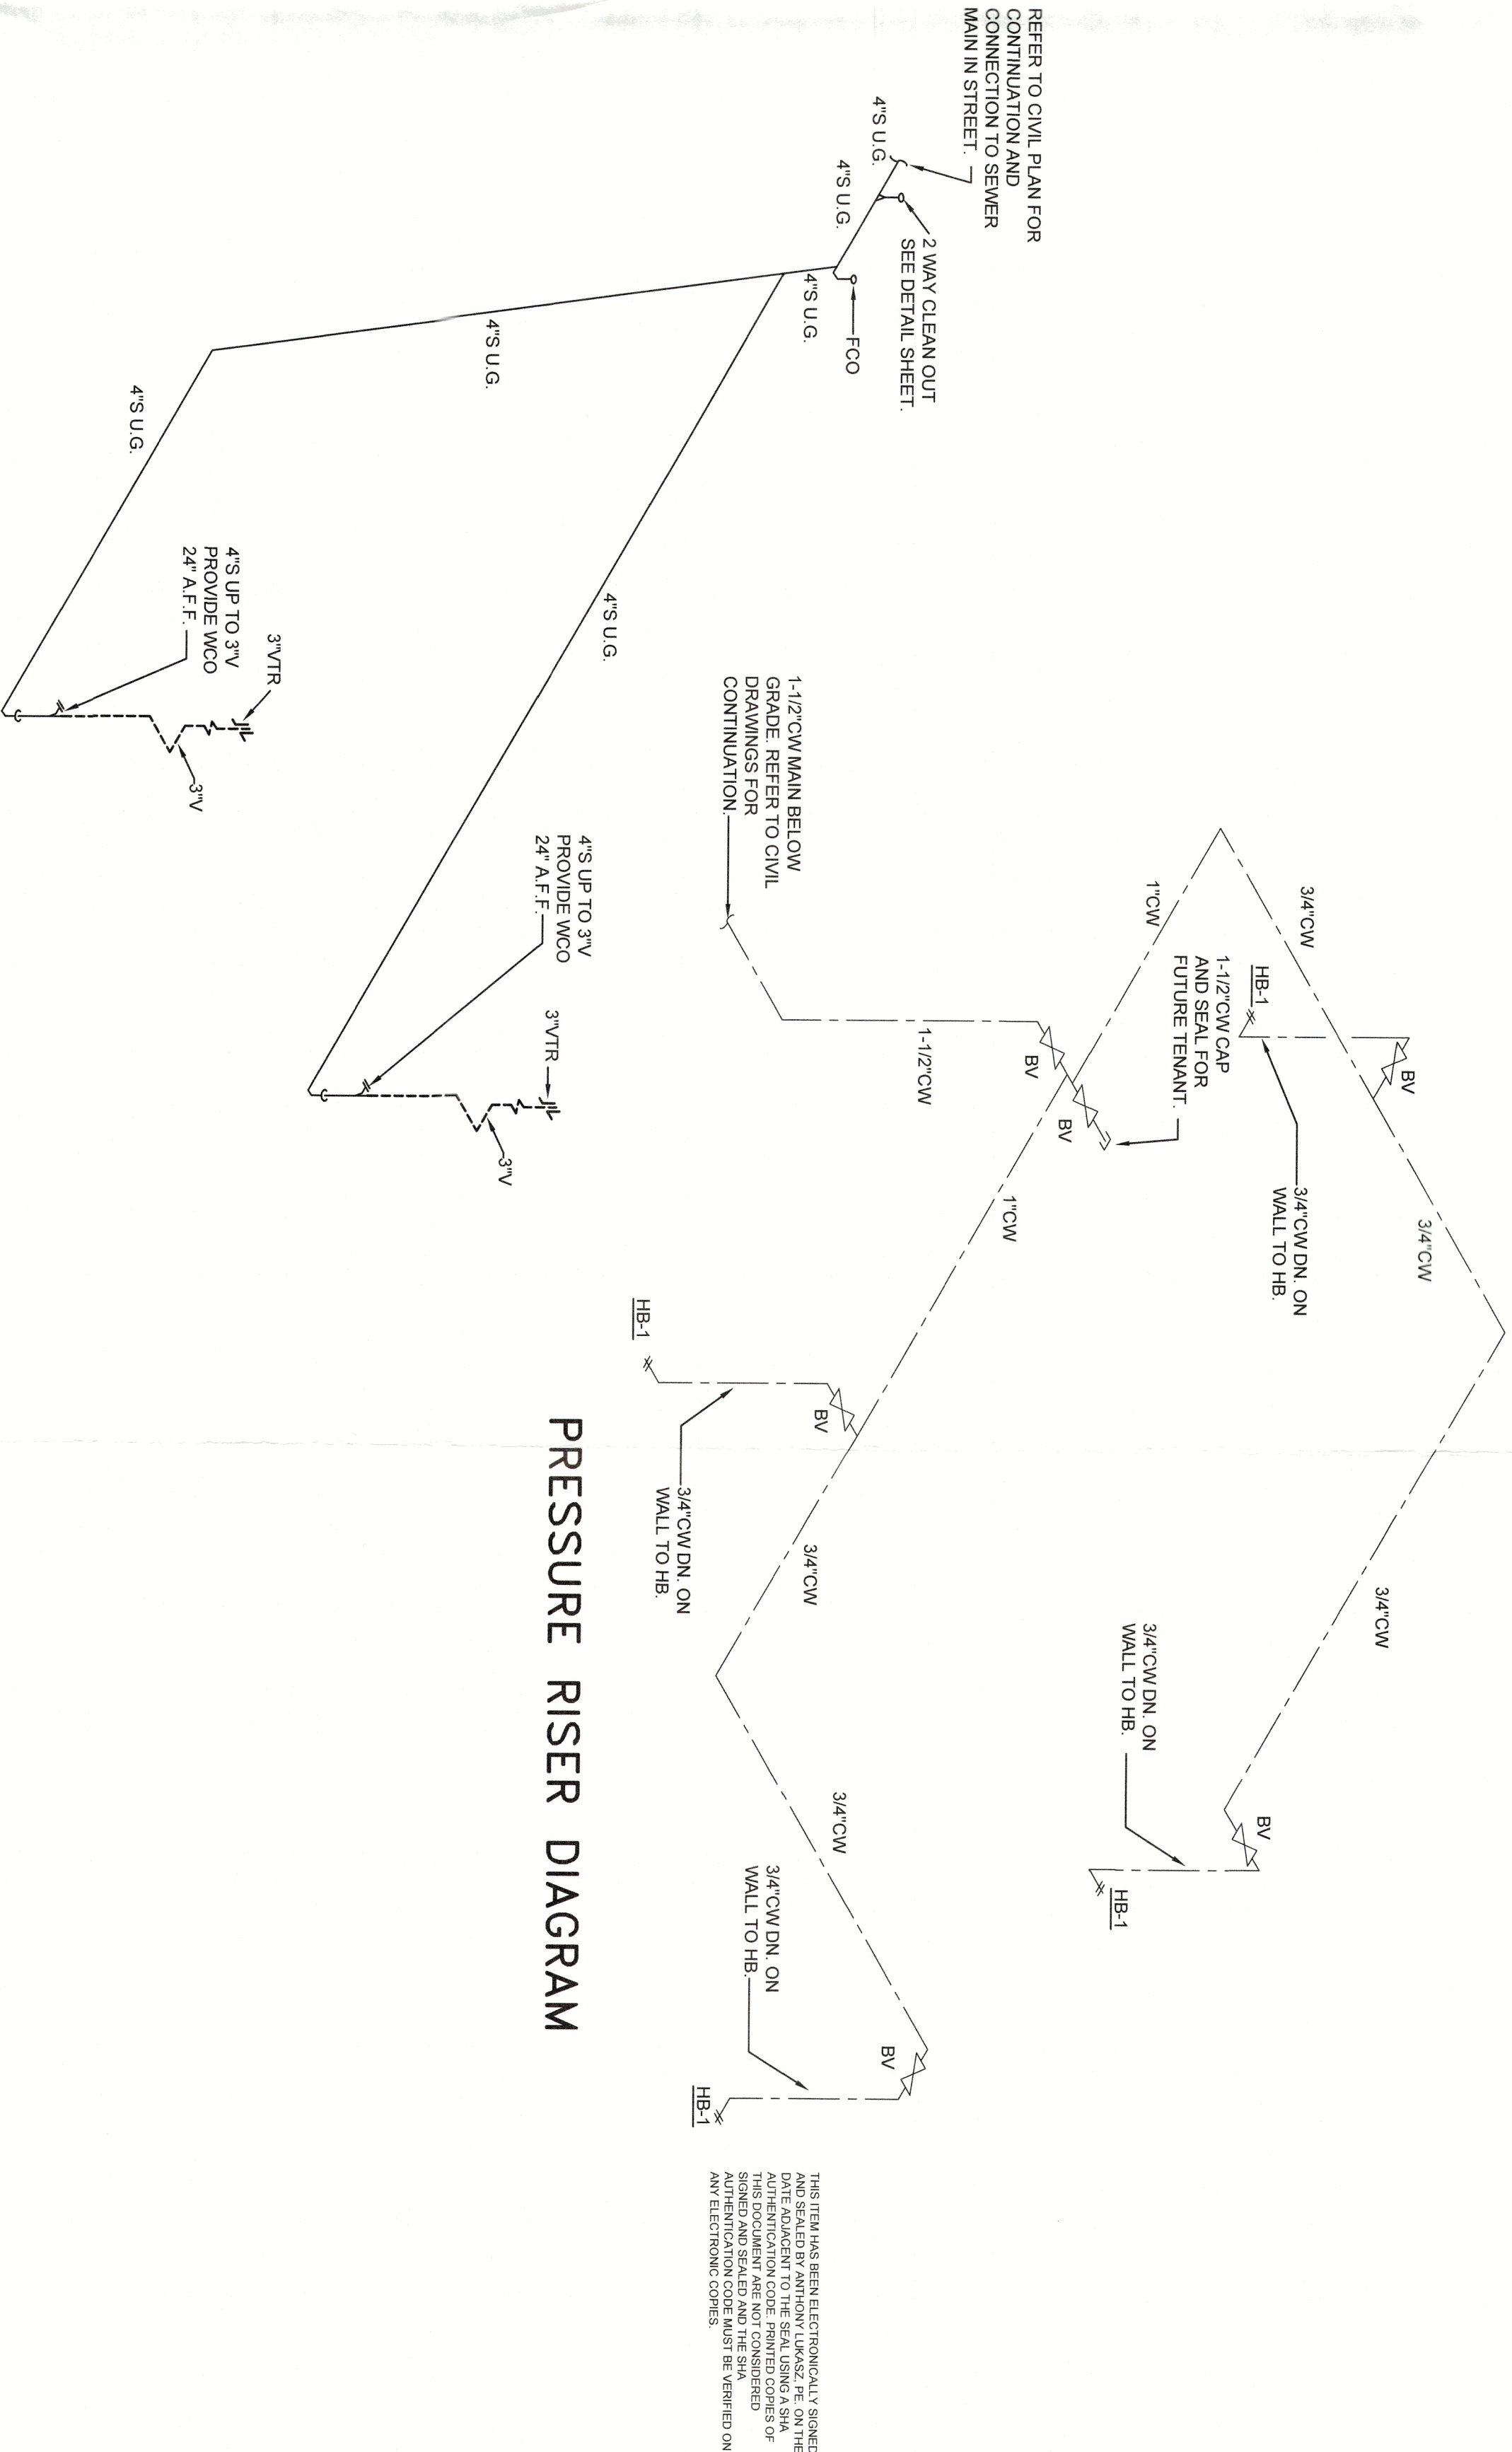 REFER TO CIVIL PLAN FOR
CONTINUATION AND
CONNECTION TO SEWER
MAIN IN STREET.
4"S U.G.
4"S U.G.
2 WAY CLEAN OUT
SEE DETAIL SHEET.
FCO
4"S U.G.
4"S U.G.
4"S U.G.
4"S U.G.
4"S UP TO 3"V
PROVIDE WCO
24" A.F.F.
3"VTR
3"V
4"S UP TO 3"V
PROVIDE WCO
24" A.F.F.
3"VTR
3"V
1-1/2"CW MAIN BELOW
GRADE. REFER TO CIVIL
DRAWINGS FOR
CONTINUATION.
1-1/2"CW
BV
BV
1-1/2"CW CAP
AND SEAL FOR
FUTURE TENANT.
1"CW
3/4"CW
HB-1
BV
3/4"CW DN. ON
WALL TO HB.
3/4"CW
3/4"CW
3/4"CW DN. ON
WALL TO HB.
BV
HB-1
1"CW
HB-1
BV
3/4"CW DN. ON
WALL TO HB.
3/4"CW
3/4"CW
3/4"CW DN. ON
WALL TO HB.
BV
HB-1
PRESSURE RISER DIAGRAM
THIS ITEM HAS BEEN ELECTRONICALLY SIGNED
AND SEALED BY ANTHONY LUKASZ, PE. ON THE
DATE ADJACENT TO THE SEAL USING A SHA
AUTHENTICATION CODE. PRINTED COPIES OF
THIS DOCUMENT ARE NOT CONSIDERED
SIGNED AND SEALED AND THE SHA
AUTHENTICATION CODE MUST BE VERIFIED ON
ANY ELECTRONIC COPIES.